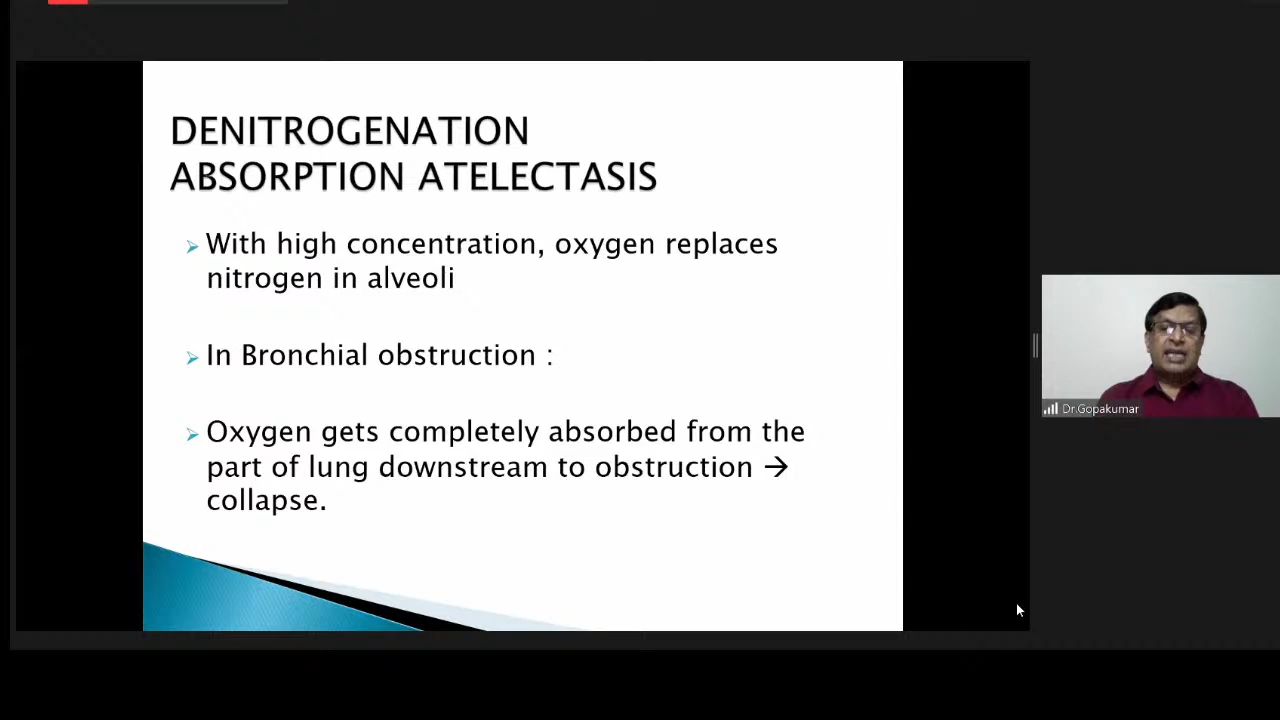 DENITROGENATION
ABSORPTION ATELECTASIS
➢ With high concentration, oxygen replaces
nitrogen in alveoli
➢ In Bronchial obstruction :
➢ Oxygen gets completely absorbed from the
part of lung downstream to obstruction →
collapse.
Dr.Gopakumar